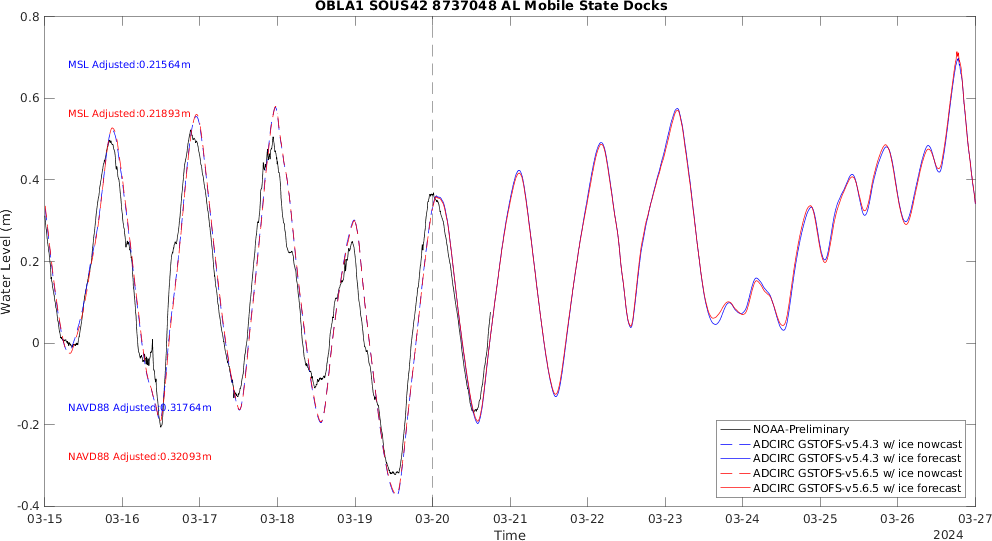 OBLA1 SOUS42 8737048 AL Mobile State Docks
0.8
0.6
0.4
0.2
0
-0.2
-0.4
Water Level (m)
MSL Adjusted:0.21564m
MSL Adjusted:0.21893m
NAVD88 Adjusted:0.31764m
NAVD88 Adjusted:0.32093m
NOAA-Preliminary
ADCIRC GSTOFS-v5.4.3 w/ ice nowcast
ADCIRC GSTOFS-v5.4.3 w/ ice forecast
ADCIRC GSTOFS-v5.6.5 w/ ice nowcast
ADCIRC GSTOFS-v5.6.5 w/ ice forecast
03-15 03-16 03-17 03-18 03-19 03-20 03-21 03-22 03-23 03-24 03-25 03-26 03-27
Time
2024